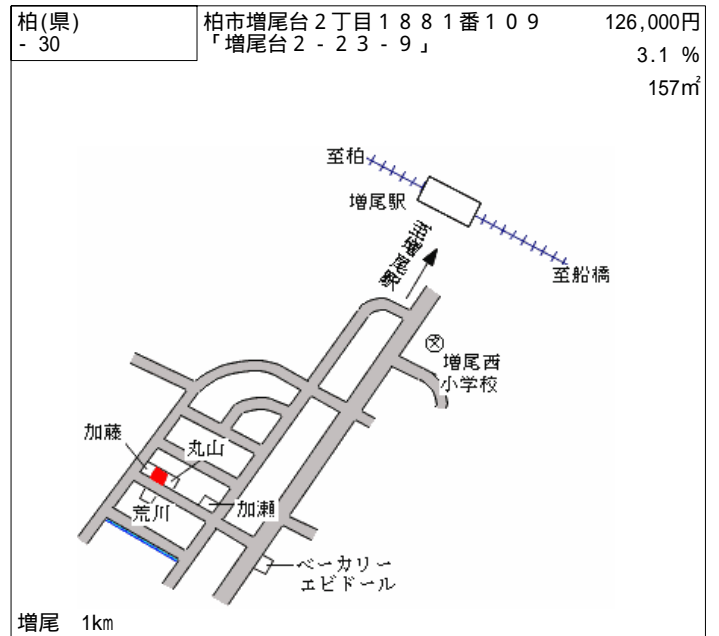 柏(県)
- 30
柏市増尾台２丁目１８８１番１０９
「増尾台２-２３-９」
126,000円
3.1 %
157㎡
至柏
増尾駅
至増尾駅
至船橋
文
増尾西
小学校
加藤
丸山
荒川
加瀬
ベーカリー
エビドール
増尾 1km